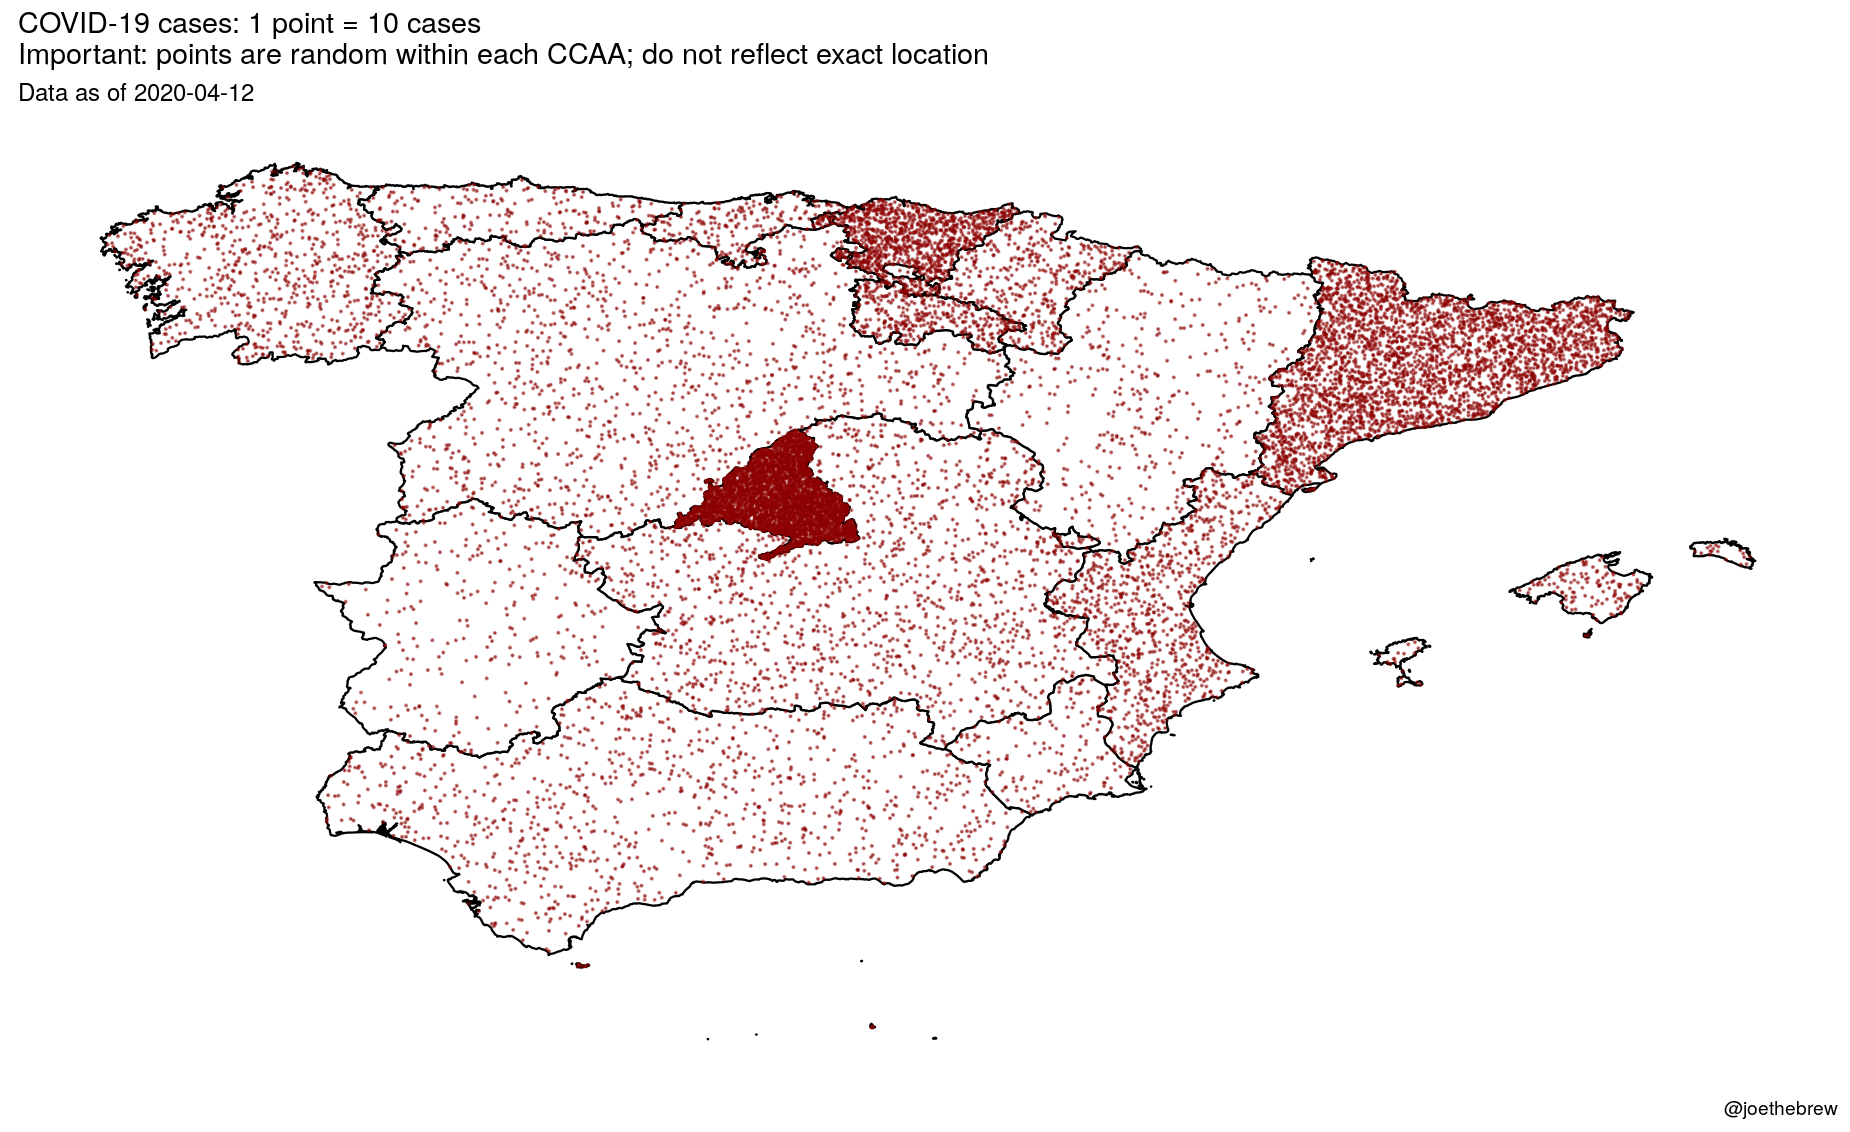 COVID-19 cases: 1 point = 10 cases
Important: points are random within each CCAA; do not reflect exact location
Data as of 2020-04-12
@joethebrew